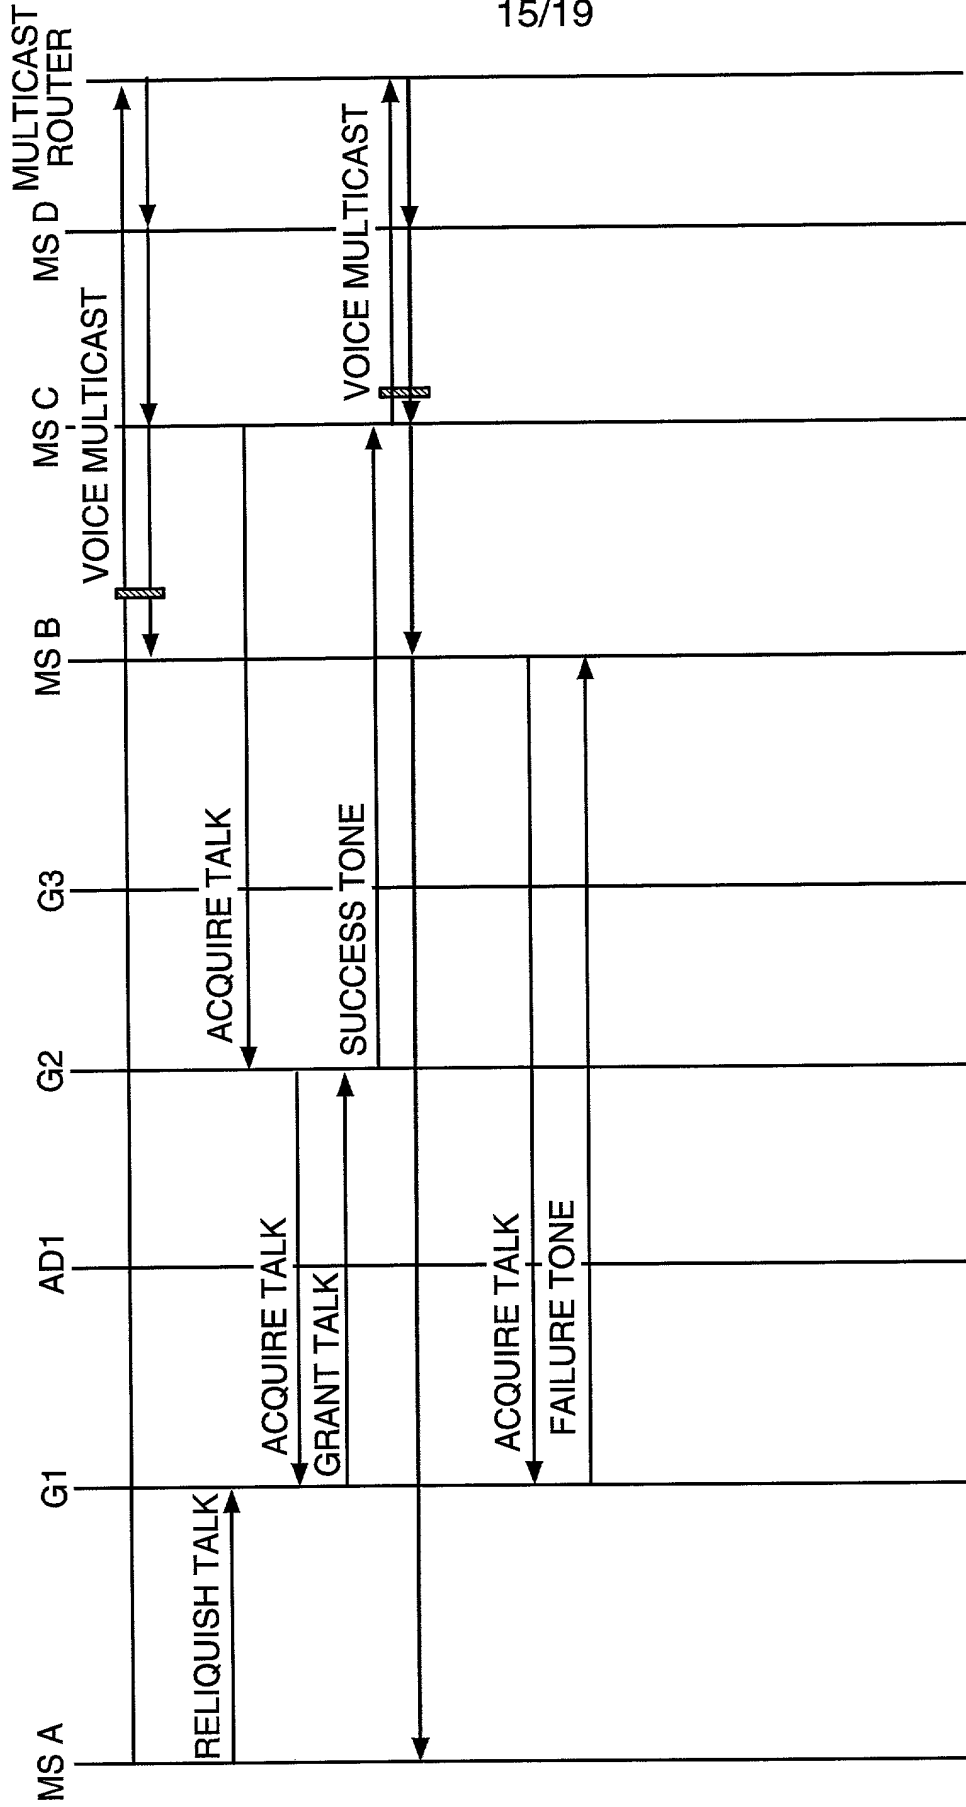 15/19
MS A
G1
AD1
G2
G3
MS B
MS C
MS D
MULTICAST
ROUTER
VOICE MULTICAST
RELIQUISH TALK
ACQUIRE TALK
ACQUIRE TALK
GRANT TALK
SUCCESS TONE
VOICE MULTICAST
ACQUIRE TALK
FAILURE TONE